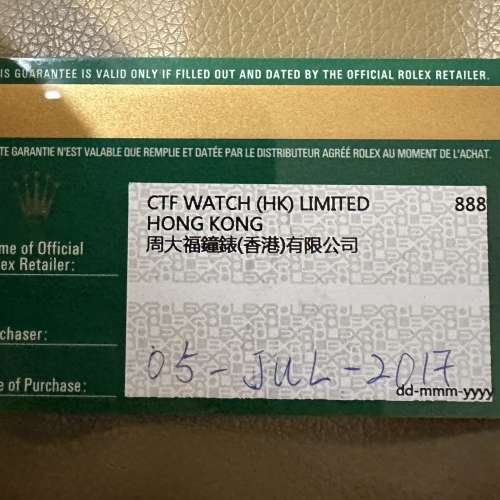 IS GUARANTEE IS VALID ONLY IF FILLED OUT AND DATED BY THE OFFICIAL ROLEX RETAILER.
TE GARANTIE N'EST VALABLE QUE REMPLIE ET DATÉE PAR LE DISTRIBUTEUR AGRÉÉ ROLEX AU MOMENT DE L'ACHAT.
CTF WATCH (HK) LIMITED 888
HONG KONG
周大福鐘錶(香港)有限公司
me of Official
lex Retailer:
chaser:
05-JUL-2017
e of Purchase:
dd-mmm-yyyy